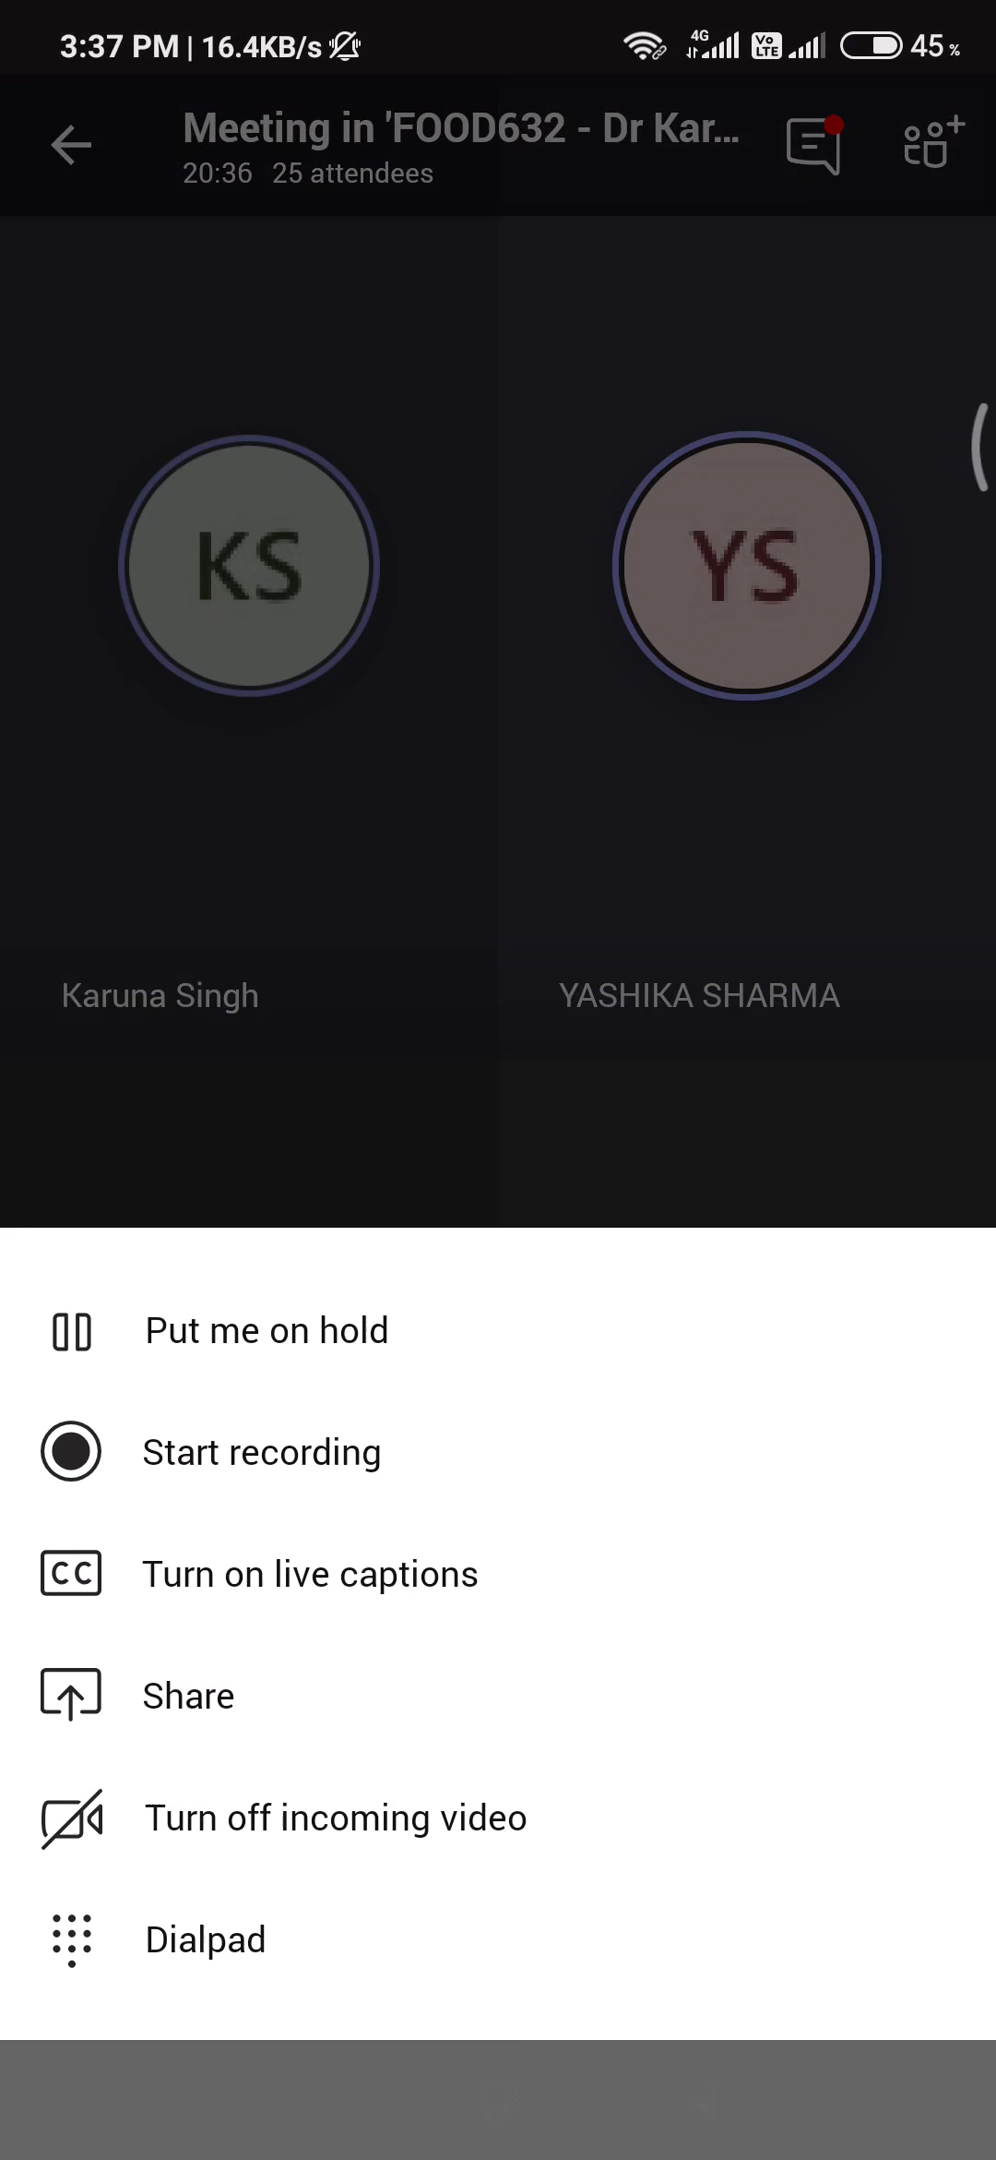 3:37 PM | 16.4KB/s 4G Vo LTE 45 %
Meeting in 'FOOD632 - Dr Kar...
20:36 25 attendees
KS YS
Karuna Singh YASHIKA SHARMA
Put me on hold
Start recording
CC Turn on live captions
Share
Turn off incoming video
Dialpad